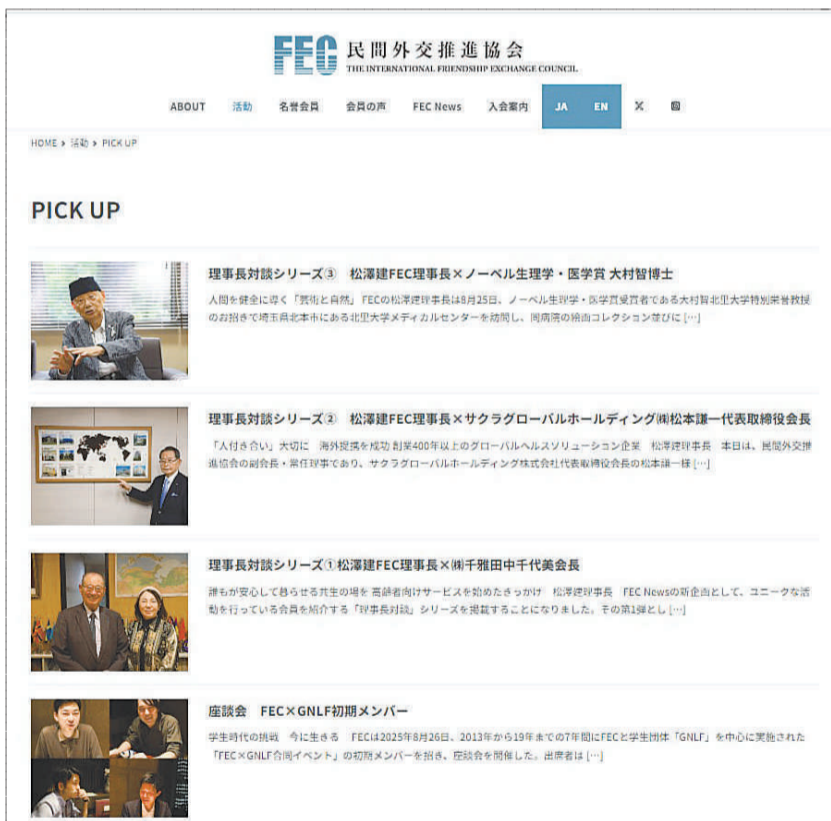 FEC 民間外交推進協会
THE INTERNATIONAL FRIENDSHIP EXCHANGE COUNCIL
ABOUT 活動 名誉会員 会員の声 FEC News 入会案内 JA EN X
HOME > 活動 > PICK UP
PICK UP
理事長対談シリーズ③ 松澤建FEC理事長×ノーベル生理学・医学賞 大村智博士
人間を健全に導く「芸術と自然」 FECの松澤建理事長は8月25日、ノーベル生理学・医学賞受賞者である大村智北里大学特別栄誉教授
のお招きで埼玉県北本市にある北里大学メディカルセンターを訪問し、同病院の絵画コレクション並びに […]
理事長対談シリーズ② 松澤建FEC理事長×サクラグローバルホールディング㈱松本謙一代表取締役会長
「人付き合い」大切に 海外提携を成功 創業400年以上のグローバルヘルスソリューション企業 松澤建理事長 本日は、民間外交推
進協会の副会長・常任理事であり、サクラグローバルホールディング株式会社代表取締役会長の松本謙一様 […]
理事長対談シリーズ①松澤建FEC理事長×㈱千雅田中千代美会長
誰もが安心して暮らせる共生の場を 高齢者向けサービスを始めたきっかけ 松澤建理事長 FEC Newsの新企画として、ユニークな活
動を行っている会員を紹介する「理事長対談」シリーズを掲載することになりました。その第1弾とし […]
座談会 FEC×GNLF初期メンバー
学生時代の挑戦 今に生きる FECは2025年8月26日、2013年から19年までの7年間にFECと学生団体「GNLF」を中心に実施された
「FEC×GNLF合同イベント」の初期メンバーを招き、座談会を開催した。出席者は […]